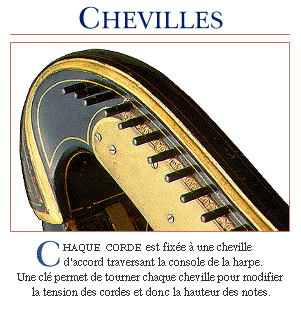 CHEVILLES
CHAQUE CORDE est fixée à une cheville
d'accord traversant la console de la harpe.
Une clé permet de tourner chaque cheville pour modifier
la tension des cordes et donc la hauteur des notes.